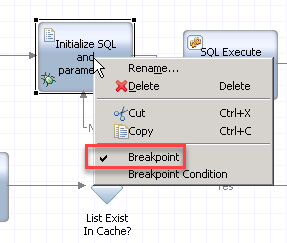 Initialize SQL
and
parame
SQL Execute
Rename...
Delete Delete
Cut Ctrl+X
Copy Ctrl+C
N
Breakpoint
Breakpoint Condition
Yes
List Exist
In Cache?